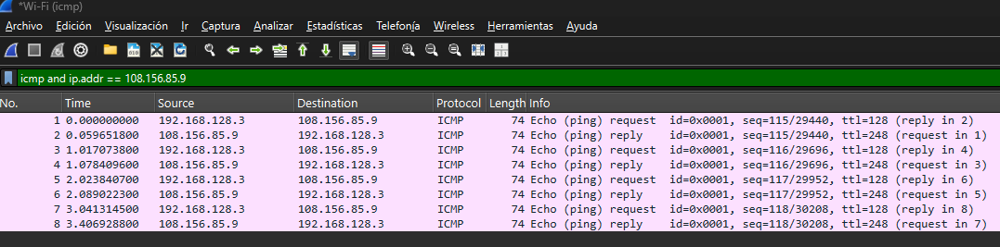 *Wi-Fi (icmp)
Archivo Edición Visualización Ir Captura Analizar Estadísticas Telefonía Wireless Herramientas Ayuda
icmp and ip.addr == 108.156.85.9
No. Time Source Destination Protocol Length Info
1 0.000000000 192.168.128.3 108.156.85.9 ICMP 74 Echo (ping) request id=0x0001, seq=115/29440, ttl=128 (reply in 2)
2 0.059651800 108.156.85.9 192.168.128.3 ICMP 74 Echo (ping) reply id=0x0001, seq=115/29440, ttl=248 (request in 1)
3 1.017073800 192.168.128.3 108.156.85.9 ICMP 74 Echo (ping) request id=0x0001, seq=116/29696, ttl=128 (reply in 4)
4 1.078409600 108.156.85.9 192.168.128.3 ICMP 74 Echo (ping) reply id=0x0001, seq=116/29696, ttl=248 (request in 3)
5 2.023840700 192.168.128.3 108.156.85.9 ICMP 74 Echo (ping) request id=0x0001, seq=117/29952, ttl=128 (reply in 6)
6 2.089022300 108.156.85.9 192.168.128.3 ICMP 74 Echo (ping) reply id=0x0001, seq=117/29952, ttl=248 (request in 5)
7 3.041314500 192.168.128.3 108.156.85.9 ICMP 74 Echo (ping) request id=0x0001, seq=118/30208, ttl=128 (reply in 8)
8 3.406928800 108.156.85.9 192.168.128.3 ICMP 74 Echo (ping) reply id=0x0001, seq=118/30208, ttl=248 (request in 7)